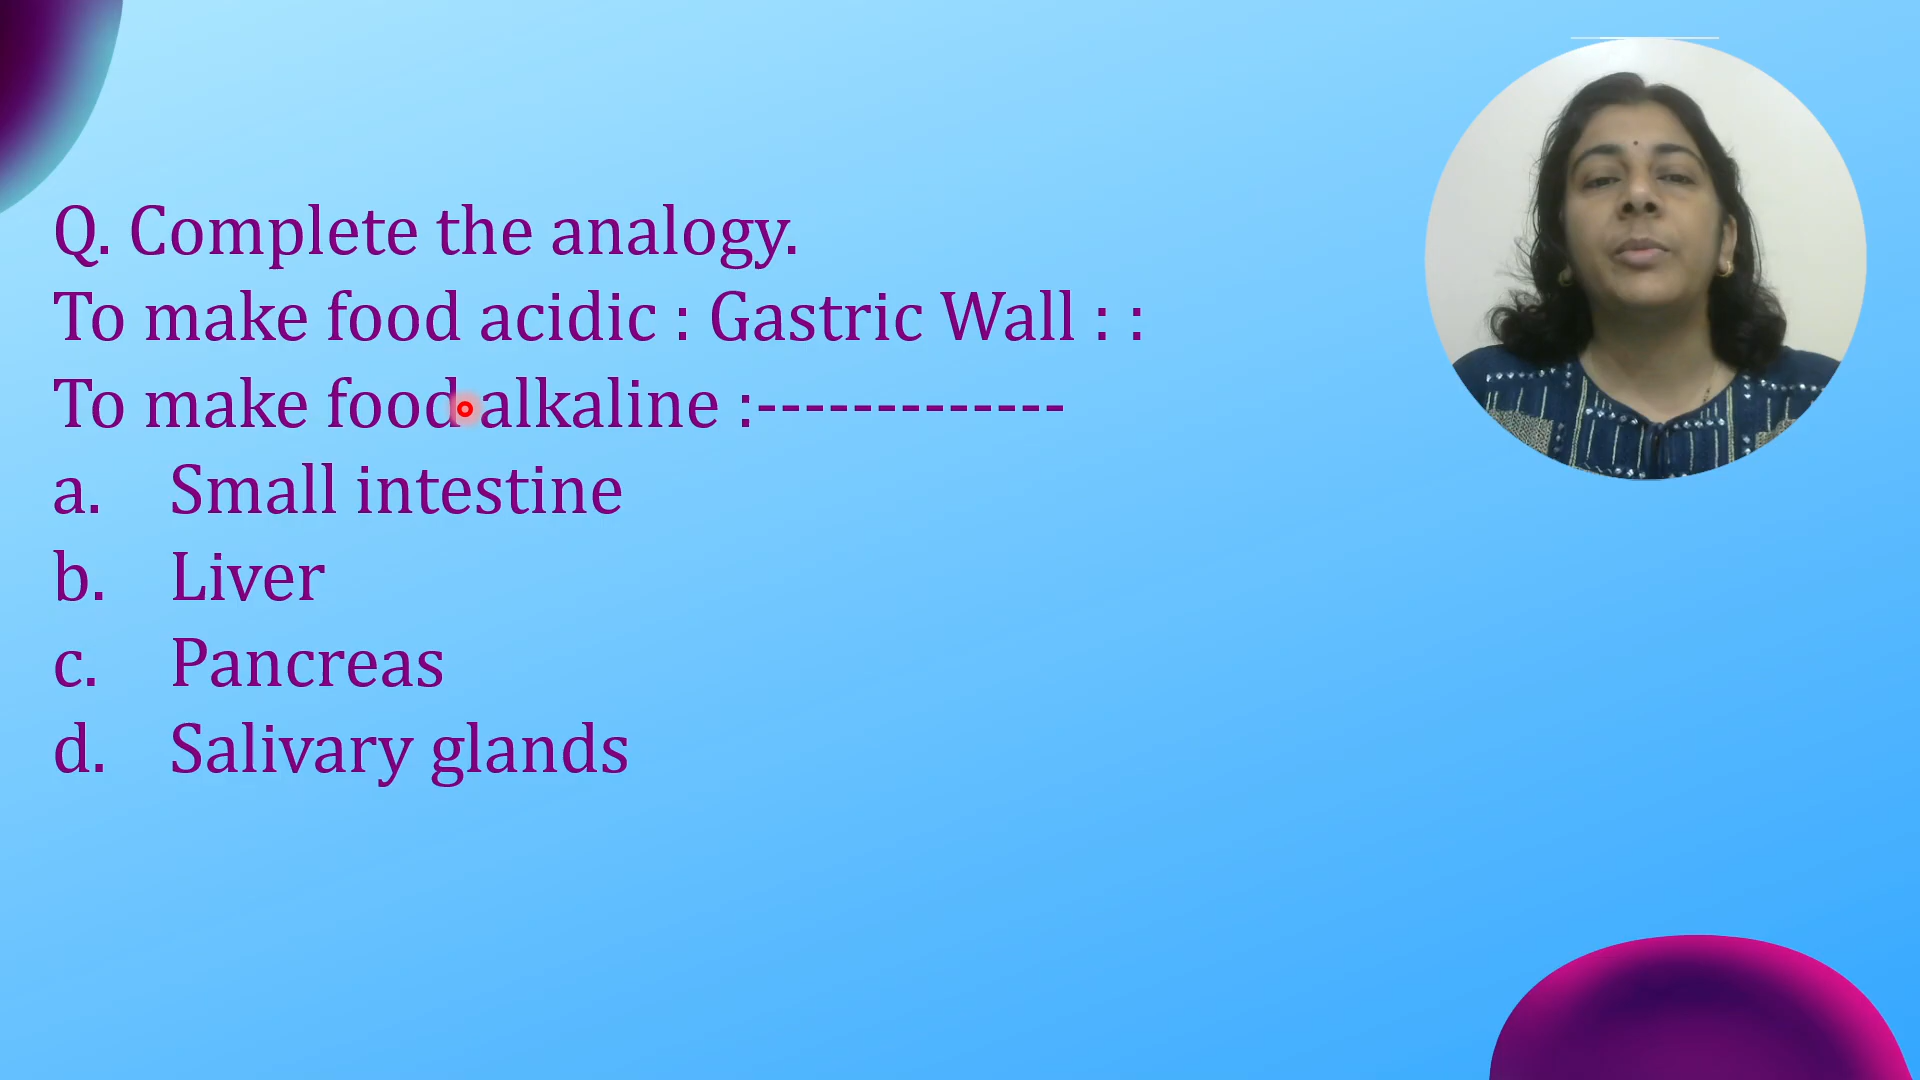 Q. Complete the analogy.
To make food acidic : Gastric Wall : :
To make food alkaline :-------------
a. Small intestine
b. Liver
c. Pancreas
d. Salivary glands